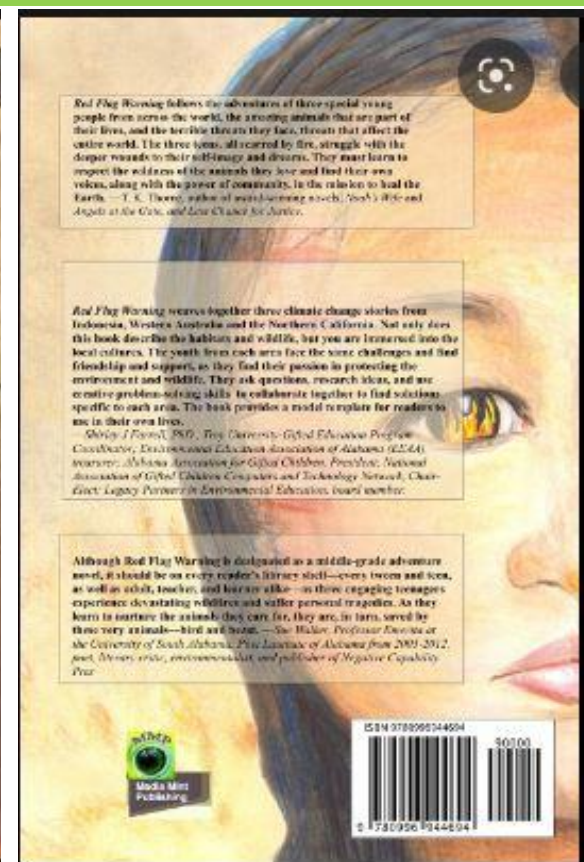 Red Flag Warning follows the adventures of three special young
people from across the world, the amazing animals that are part of
their lives, and the terrible threats they face, threats that affect the
entire world. The three teens, all scarred by fire, struggle with the
deeper wounds to their self-image and dreams. They must learn to
respect the wildness of the animals they love and find their own
voices, along with the power of community, in the mission to heal the
Earth. — T. K. Thorne, author of award-winning novels, Noah's Wife and
Angels at the Gate, and Last Chance for Justice.
Red Flag Warning weaves together three climate change stories from
Indonesia, Western Australia and the Northern California. Not only does
this book describe the habitats and wildlife, but you are immersed into the
local cultures. The youth from each area face the same challenges and find
friendship and support, as they find their passion in protecting the
environment and wildlife. They ask questions, research ideas, and use
creative problem-solving skills to collaborate together to find solutions
specific to each area. The book provides a model template for readers to
use in their own lives.
Shirley J Farrell, PhD., Troy University Gifted Education Program
Coordinator; Environmental Education Association of Alabama (EEAA),
treasurer; Alabama Association for Gifted Children, President; National
Association of Gifted Children Computers and Technology Network, Chair-
Elect; Legacy Partners in Environmental Education, board member.
Although Red Flag Warning is designated as a middle-grade adventure
novel, it should be on every reader's library shelf—every tween and teen,
as well as adult, teacher, and learner alike—as three engaging teenagers
experience devastating wildfires and suffer personal tragedies. As they
learn to nurture the animals they care for, they are, in turn, saved by
these very animals—bird and beast. —Sue Walker, Professor Emerita at
the University of South Alabama, Poet Laureate of Alabama from 2003-2012,
poet, literary critic, environmentalist, and publisher of Negative Capability
Press
MMP
Media Mint
Publishing
ISBN 9780996944694
90000
9 780996 944694